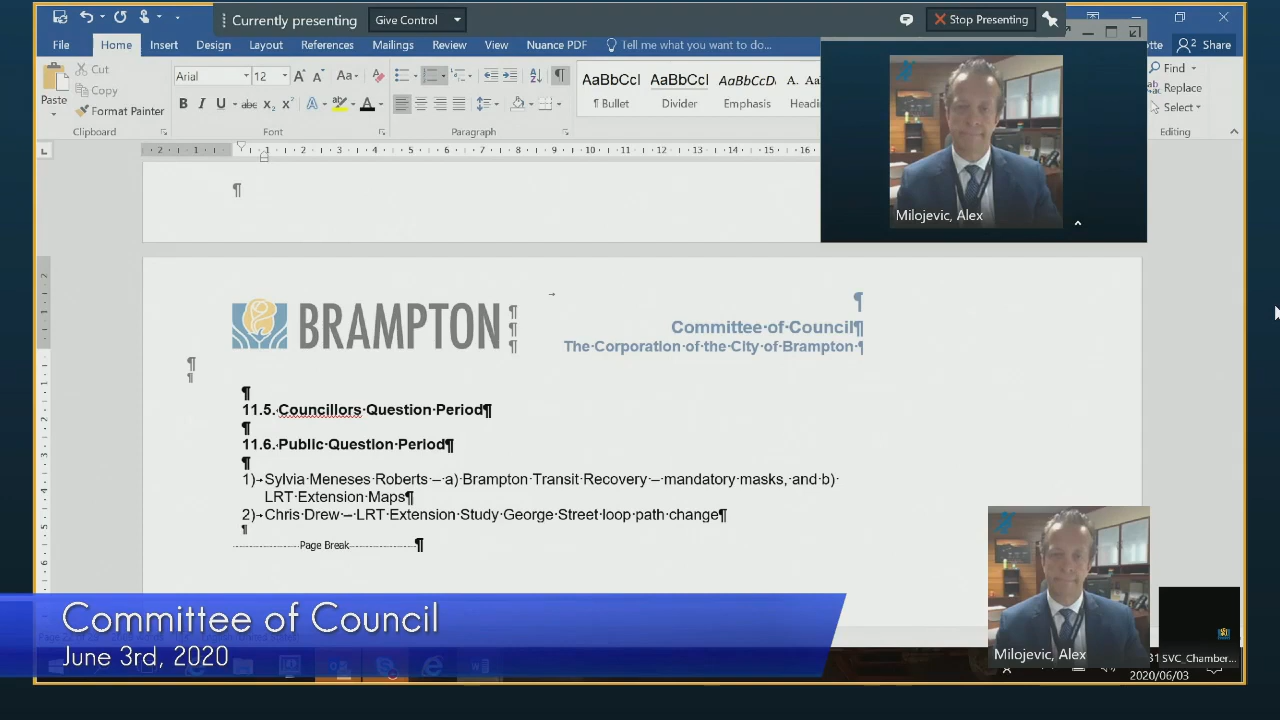 Currently presenting
Give Control
Stop Presenting
File Home Insert Design Layout References Mailings Review View Nuance PDF Tell me what you want to do... Share
Cut
Copy
Format Painter
Paste
Clipboard
Arial 12
Font
Paragraph
AaBbCcI AaBbCcI AaBbCcD AaBb
¶ Bullet Divider Emphasis Headi
Find
Replace
Select
Editing
Milojevic, Alex
BRAMPTON
Committee·of·Council¶
The·Corporation·of·the·City·of·Brampton·¶
11.5.·Councillors·Question·Period¶
11.6.·Public·Question·Period¶
1)→Sylvia·Meneses·Roberts·–·a)·Brampton·Transit·Recovery·–·mandatory·masks,·and·b)·
LRT·Extension·Maps¶
2)→Chris·Drew·–·LRT·Extension·Study·George·Street·loop·path·change¶
Page Break
Milojevic, Alex
31 SVC_Chamber...
2020/06/03
Committee of Council
June 3rd, 2020